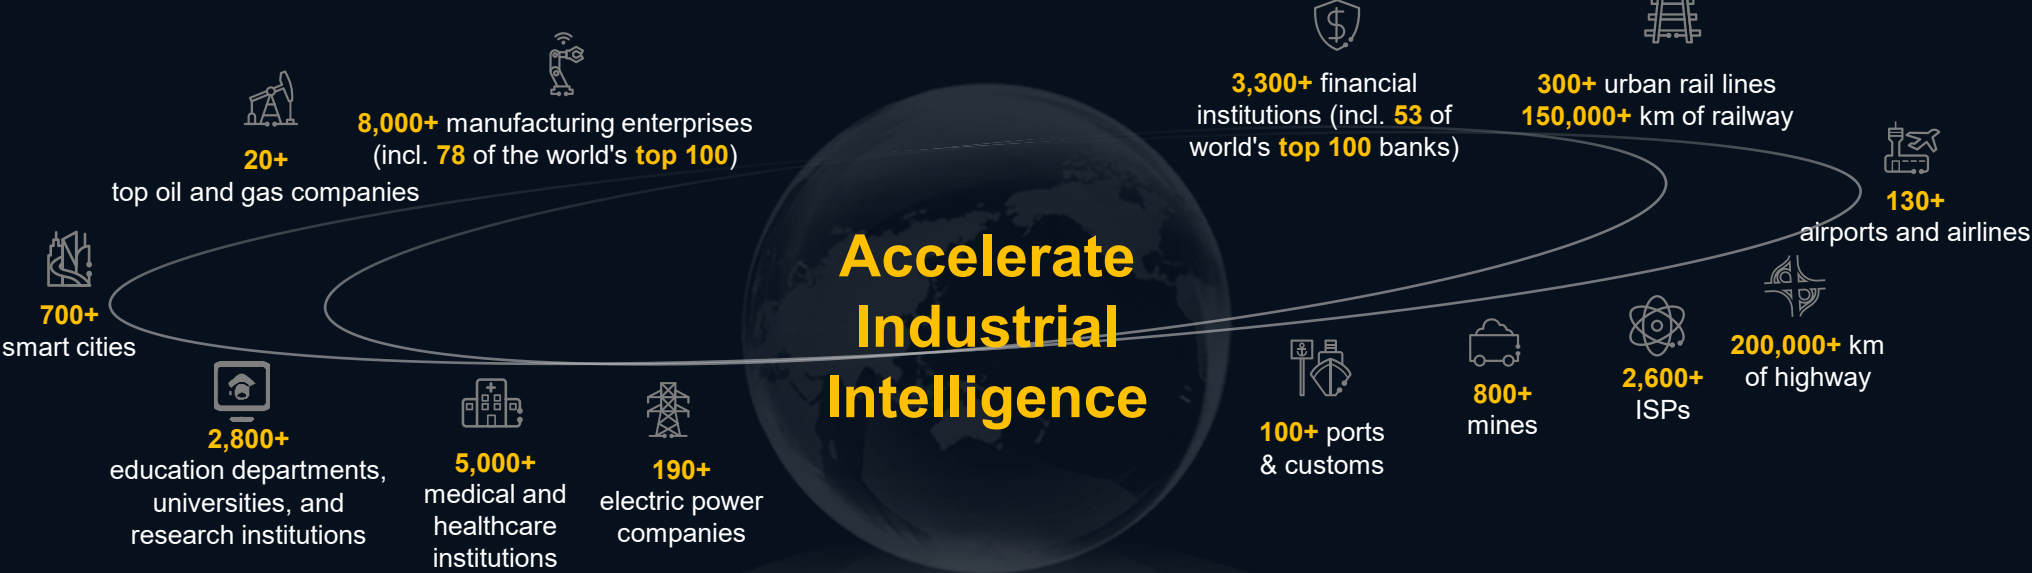 20+
top oil and gas companies
8,000+ manufacturing enterprises
(incl. 78 of the world's top 100)
3,300+ financial
institutions (incl. 53 of
world's top 100 banks)
300+ urban rail lines
150,000+ km of railway
130+
airports and airlines
700+
smart cities
Accelerate
Industrial
Intelligence
200,000+ km
of highway
2,600+
ISPs
800+
mines
100+ ports
& customs
2,800+
education departments,
universities, and
research institutions
5,000+
medical and
healthcare
institutions
190+
electric power
companies